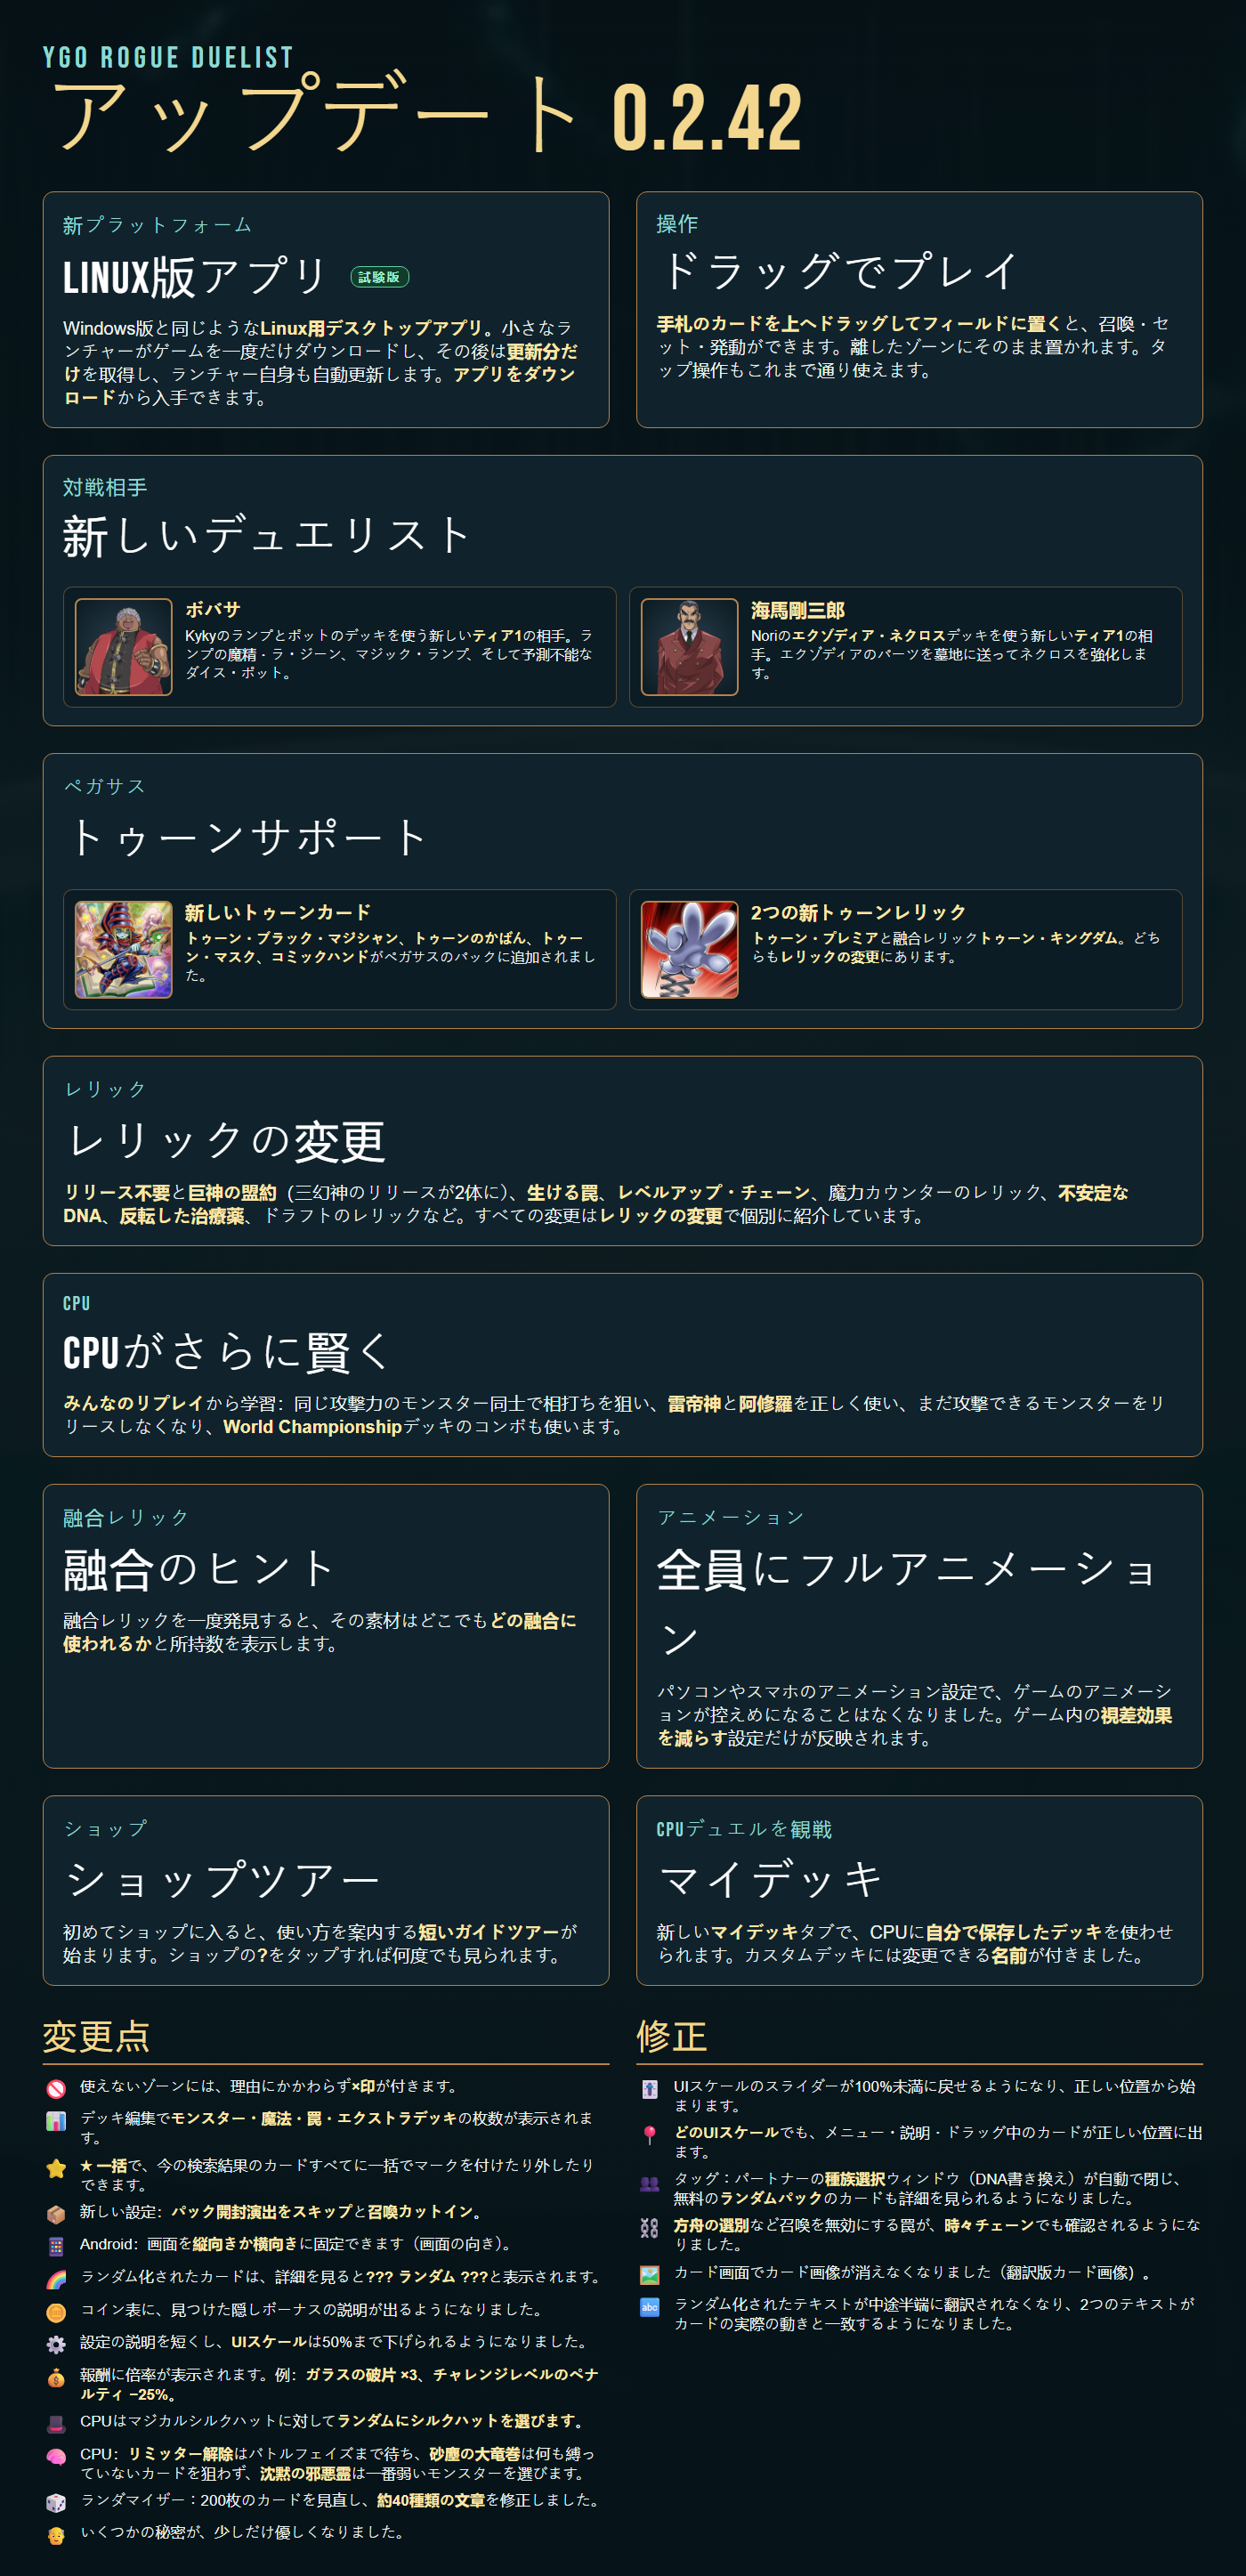 YGO ROGUE DUELIST
アップデート 0.2.42
新プラットフォーム
LINUX版アプリ 試験版
Windows版と同じようなLinux用デスクトップアプリ。小さなラ
ンチャーがゲームを一度だけダウンロードし、その後は更新分だ
けを取得し、ランチャー自身も自動更新します。アプリをダウン
ロードから入手できます。
操作
ドラッグでプレイ
手札のカードを上へドラッグしてフィールドに置くと、召喚・セ
ット・発動ができます。離したゾーンにそのまま置かれます。タ
ップ操作もこれまで通り使えます。
対戦相手
新しいデュエリスト
ボバサ
Kykyのランプとポットのデッキを使う新しいティア1の相手。ラ
ンプの魔精・ラ・ジーン、マジック・ランプ、そして予測不能な
ダイス・ポット。
海馬剛三郎
Noriのエクゾディア・ネクロスデッキを使う新しいティア1の相
手。エクゾディアのパーツを墓地に送ってネクロスを強化しま
す。
ペガサス
トゥーンサポート
新しいトゥーンカード
トゥーン・ブラック・マジシャン、トゥーンのかばん、トゥー
ン・マスク、コミックハンドがペガサスのパックに追加されまし
た。
2つの新トゥーンレリック
トゥーン・プレミアと融合レリックトゥーン・キングダム。どち
らもレリックの変更にあります。
レリック
レリックの変更
リリース不要と巨神の盟約（三幻神のリリースが2体に）、生ける罠、レベルアップ・チェーン、魔力カウンターのレリック、不安定な
DNA、反転した治療薬、ドラフトのレリックなど。すべての変更はレリックの変更で個別に紹介しています。
CPU
CPUがさらに賢く
みんなのリプレイから学習：同じ攻撃力のモンスター同士で相打ちを狙い、雷帝神と阿修羅を正しく使い、まだ攻撃できるモンスターをリ
リースしなくなり、World Championshipデッキのコンボも使います。
融合レリック
融合のヒント
融合レリックを一度発見すると、その素材はどこでもどの融合に
使われるかと所持数を表示します。
アニメーション
全員にフルアニメーショ
ン
パソコンやスマホのアニメーション設定で、ゲームのアニメーシ
ョンが控えめになることはなくなりました。ゲーム内の視差効果
を減らす設定だけが反映されます。
ショップ
ショップツアー
初めてショップに入ると、使い方を案内する短いガイドツアーが
始まります。ショップの?をタップすれば何度でも見られます。
CPUデュエルを観戦
マイデッキ
新しいマイデッキタブで、CPUに自分で保存したデッキを使わせ
られます。カスタムデッキには変更できる名前が付きました。
変更点
使えないゾーンには、理由にかかわらず×印が付きます。
デッキ編集でモンスター・魔法・罠・エクストラデッキの枚数が表示されま
す。
★ 一括で、今の検索結果のカードすべてに一括でマークを付けたり外したり
できます。
新しい設定：パック開封演出をスキップと召喚カットイン。
Android：画面を縦向きか横向きに固定できます（画面の向き）。
ランダム化されたカードは、詳細を見ると??? ランダム ???と表示されます。
コイン表に、見つけた隠しボーナスの説明が出るようになりました。
設定の説明を短くし、UIスケールは50%まで下げられるようになりました。
報酬に倍率が表示されます。例：ガラスの破片 ×3、チャレンジレベルのペナ
ルティ −25%。
CPUはマジカルシルクハットに対してランダムにシルクハットを選びます。
CPU：リミッター解除はバトルフェイズまで待ち、砂塵の大竜巻は何も縛っ
ていないカードを狙わず、沈黙の邪悪霊は一番弱いモンスターを選びます。
ランダマイザー：200枚のカードを見直し、約40種類の文章を修正しました。
いくつかの秘密が、少しだけ優しくなりました。
修正
UIスケールのスライダーが100%未満に戻せるようになり、正しい位置から始
まります。
どのUIスケールでも、メニュー・説明・ドラッグ中のカードが正しい位置に出
ます。
タッグ：パートナーの種族選択ウィンドウ（DNA書き換え）が自動で閉じ、
無料のランダムパックのカードも詳細を見られるようになりました。
方舟の選別など召喚を無効にする罠が、時々チェーンでも確認されるようにな
りました。
カード画面でカード画像が消えなくなりました（翻訳版カード画像）。
abc
ランダム化されたテキストが中途半端に翻訳されなくなり、2つのテキストが
カードの実際の動きと一致するようになりました。